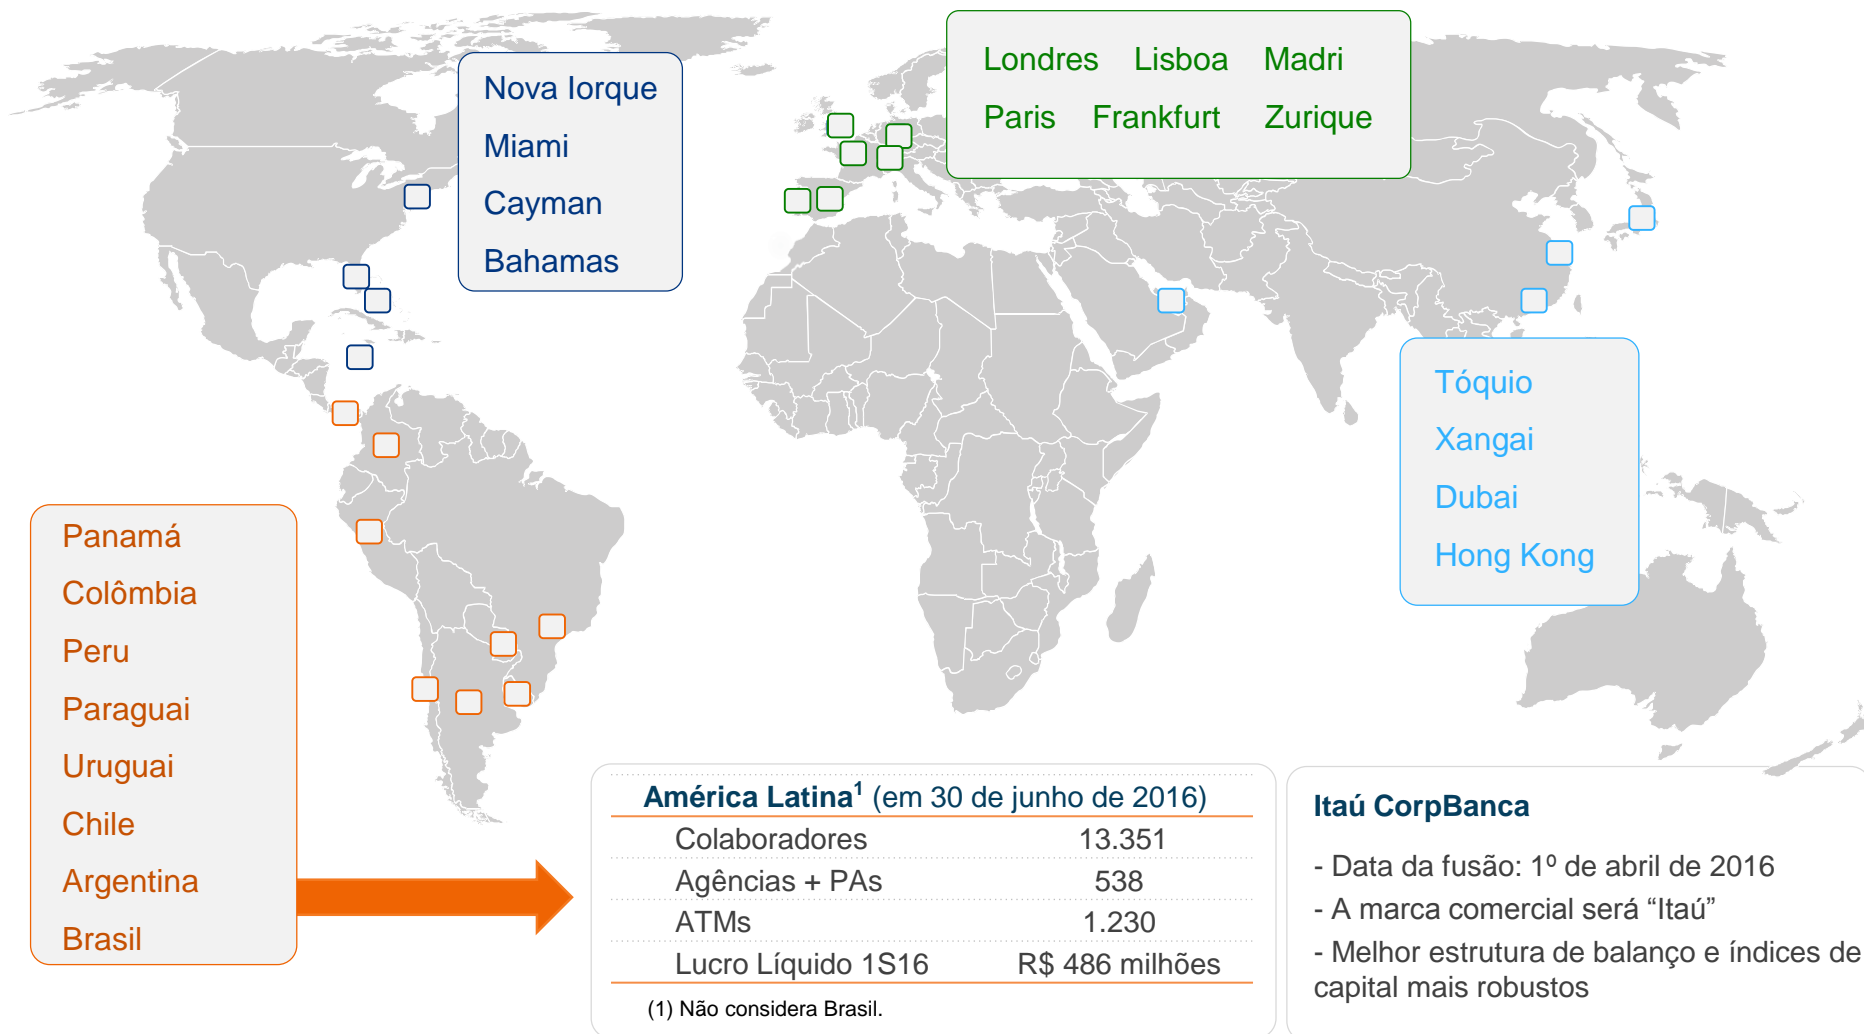 Nova Iorque
Miami
Cayman
Bahamas
Londres Lisboa Madri
Paris Frankfurt Zurique
Tóquio
Xangai
Dubai
Hong Kong
Panamá
Colômbia
Peru
Paraguai
Uruguai
Chile
Argentina
Brasil
América Latina¹ (em 30 de junho de 2016)
Colaboradores 13.351
Agências + PAs 538
ATMs 1.230
Lucro Líquido 1S16 R$ 486 milhões
(1) Não considera Brasil.
Itaú CorpBanca
- Data da fusão: 1º de abril de 2016
- A marca comercial será “Itaú”
- Melhor estrutura de balanço e índices de
capital mais robustos